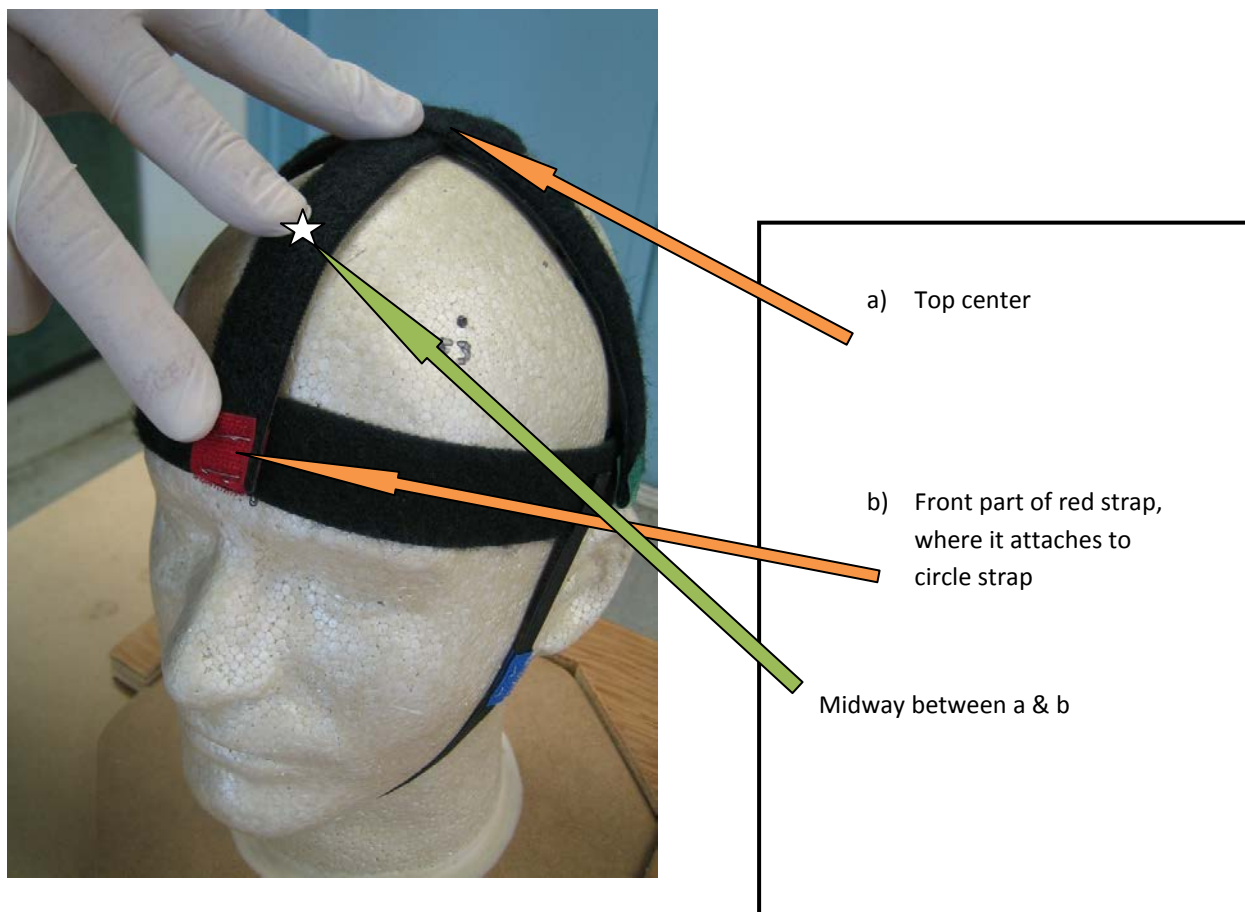 a) Top center
b) Front part of red strap,
where it attaches to
circle strap
Midway between a & b